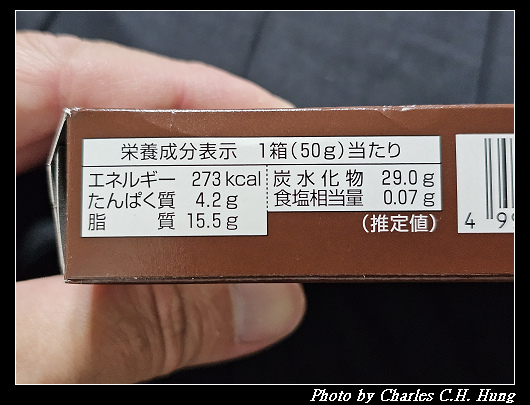 栄養成分表示 1箱(50g)当たり
エネルギー 273kcal 炭水化物 29.0g
たんぱく質 4.2g 食塩相当量 0.07g
脂質 15.5g (推定値)
4 99
Photo by Charles C.H. Hung